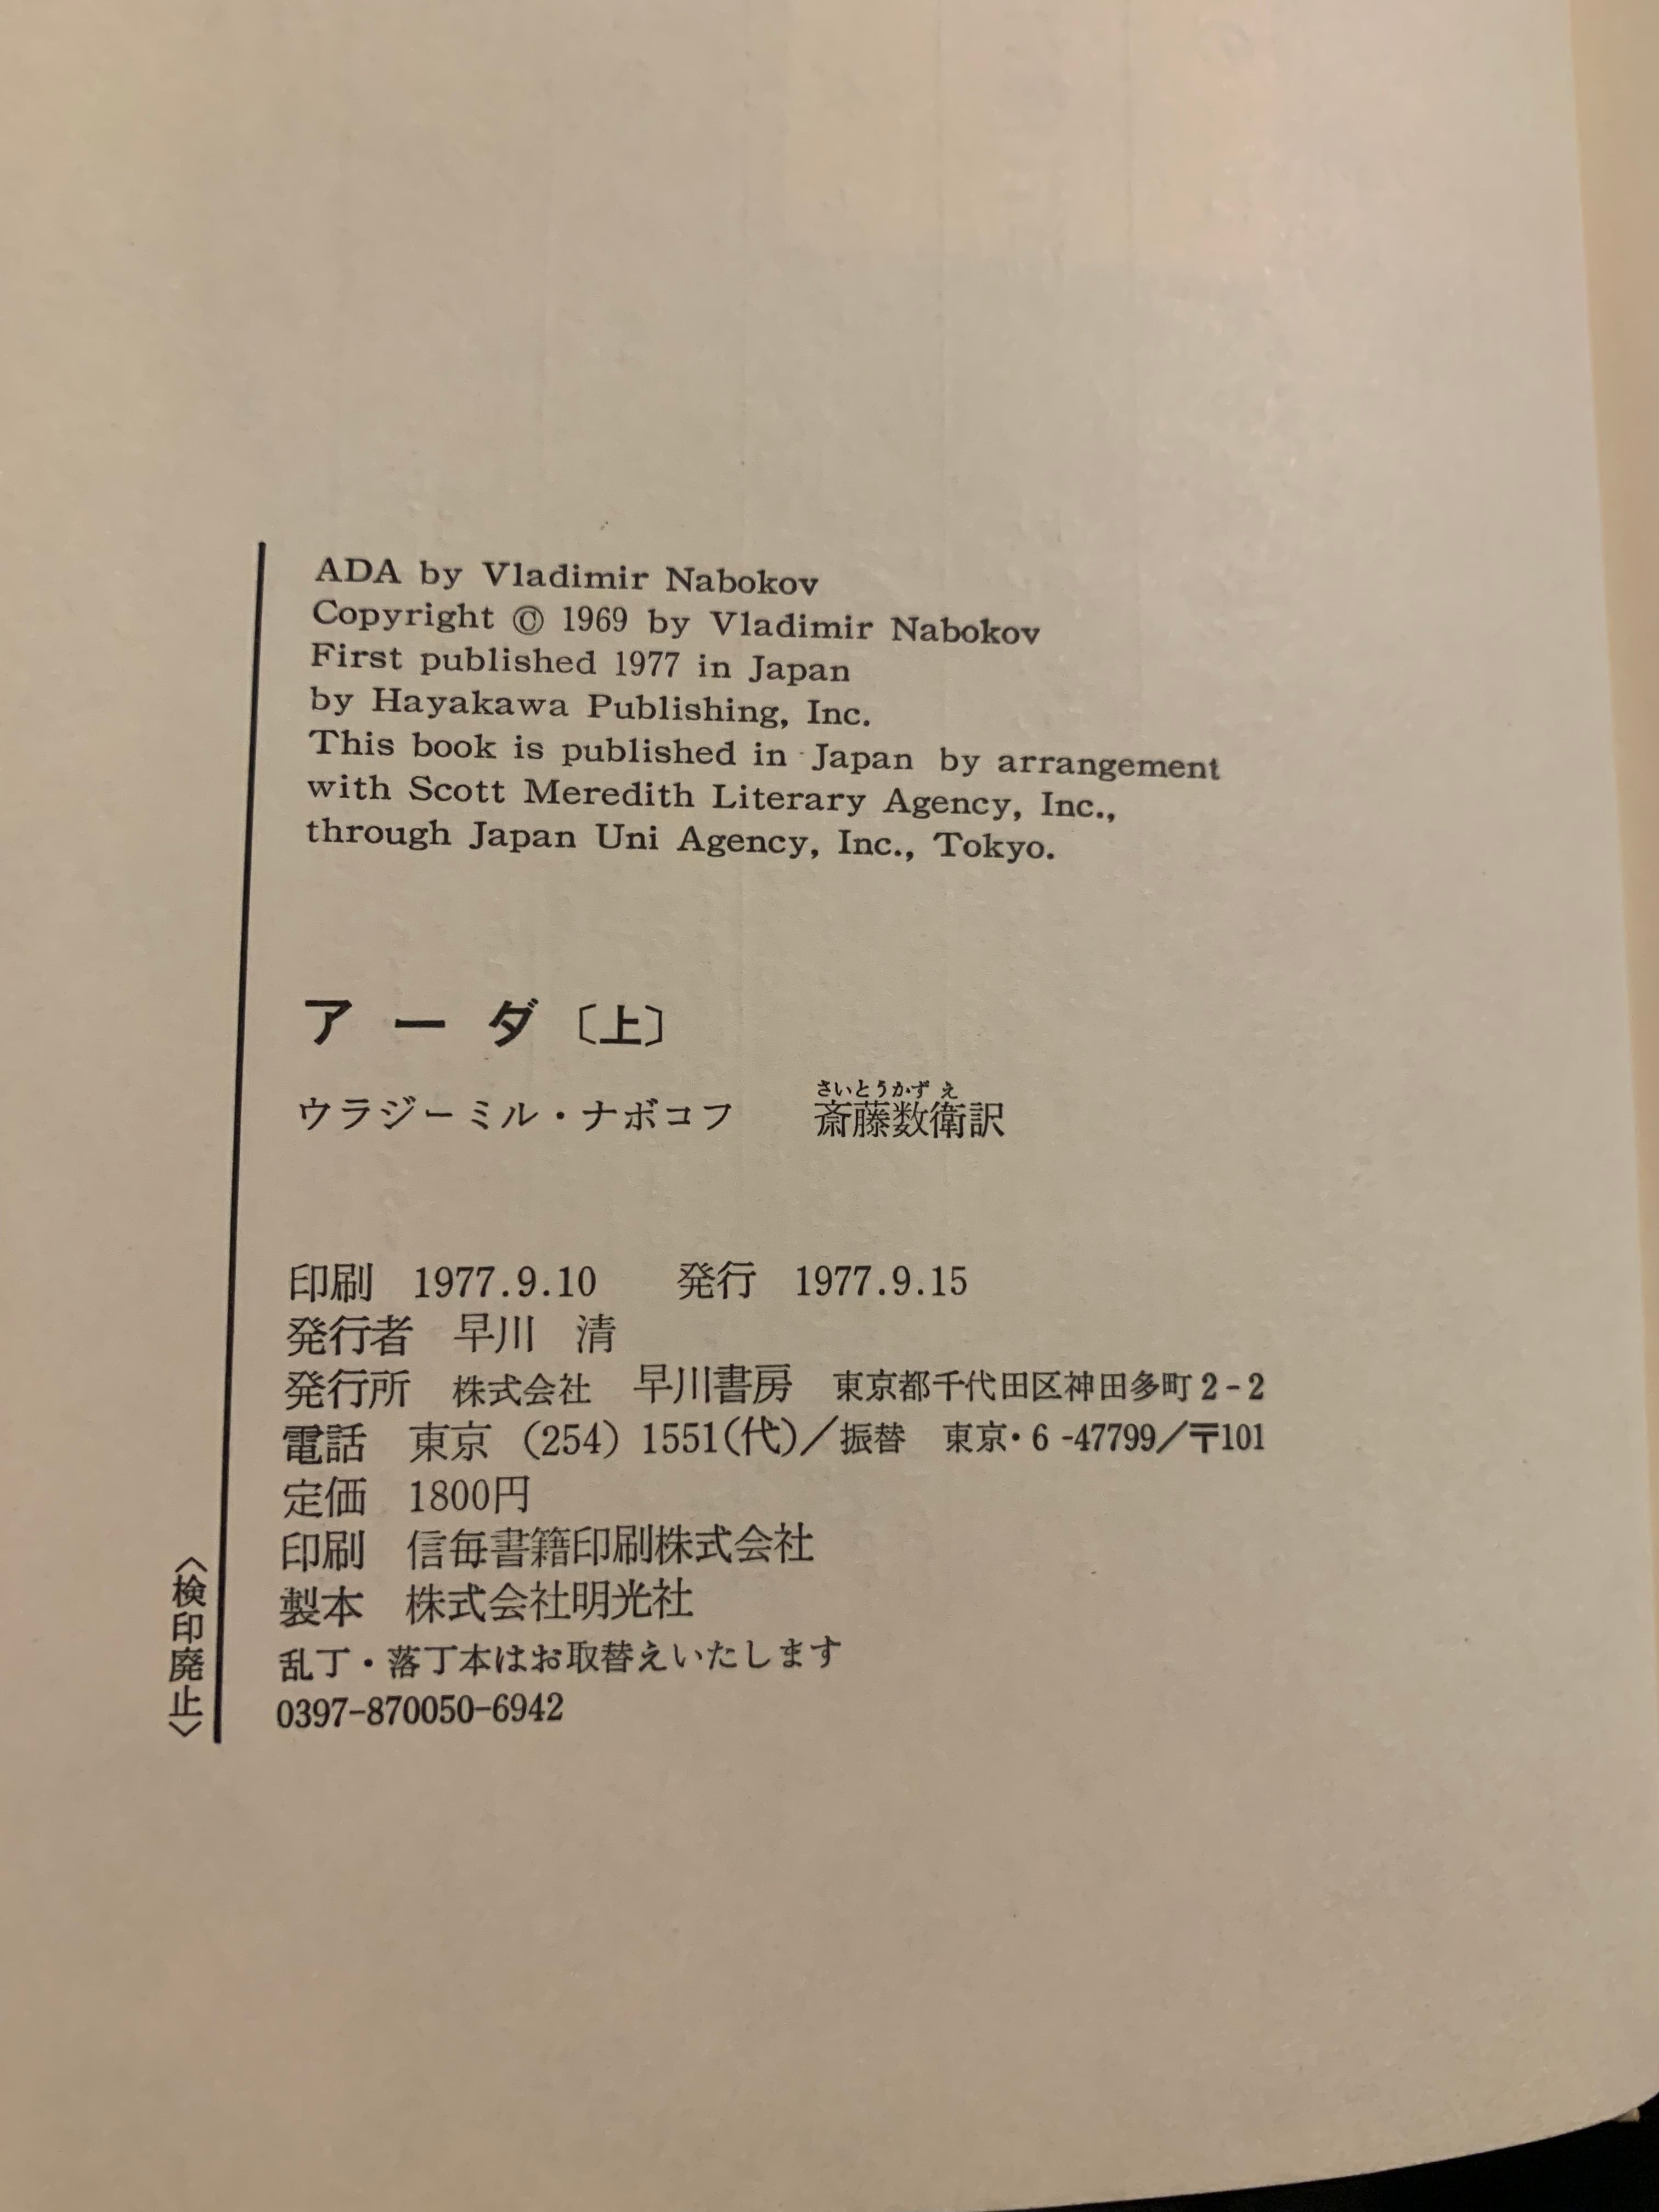 ADA by Vladimir Nabokov
Copyright © 1969 by Vladimir Nabokov
First published 1977 in Japan
by Hayakawa Publishing, Inc.
This book is published in Japan by arrangement
with Scott Meredith Literary Agency, Inc.,
through Japan Uni Agency, Inc., Tokyo.
アーダ〔上〕
さいとうかずえ
ウラジーミル・ナボコフ 斎藤数衛訳
印刷 1977.9.10 発行 1977.9.15
発行者 早川 清
発行所 株式会社 早川書房 東京都千代田区神田多町2-2
電話 東京 (254) 1551(代)/振替 東京・6-47799/〒101
定価 1800円
印刷 信毎書籍印刷株式会社
製本 株式会社明光社
乱丁・落丁本はお取替えいたします
0397-870050-6942
〈検印廃止〉